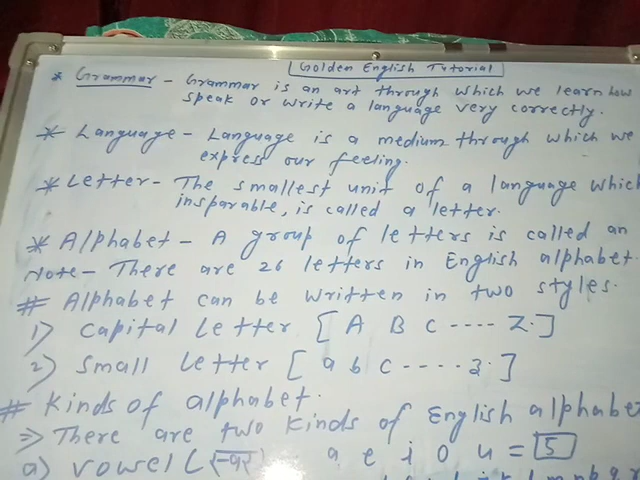 Golden English Tutorial
* Grammar - Grammar is an art through which we learn how
speak or write a language very correctly.
* Language - Language is a medium through which we
express our feeling.
* Letter - The smallest unit of a language which
insparable, is called a letter.
* Alphabet - A group of letters is called an
Note - There are 26 letters in English alphabet.
# Alphabet can be written in two styles.
1) Capital Letter [ A B C ---- Z.]
2) Small Letter [ a b c ---- z.]
# Kinds of alphabet.
⇒ There are two kinds of English alphabet
a) Vowel ( a e i o u = 5